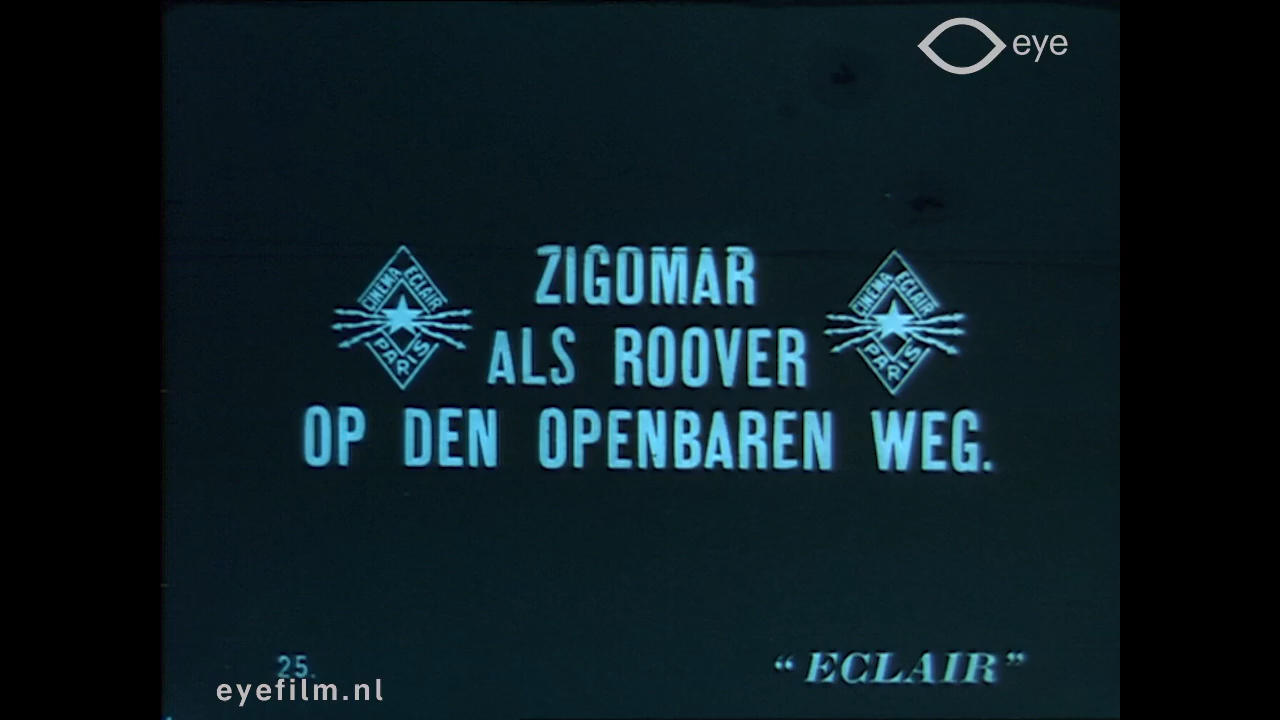 eye
ZIGOMAR
CINEMA ECLAIR PARIS
CINEMA ECLAIR PARIS
ALS ROOVER
OP DEN OPENBAREN WEG.
25.
"ECLAIR"
eyefilm.nl